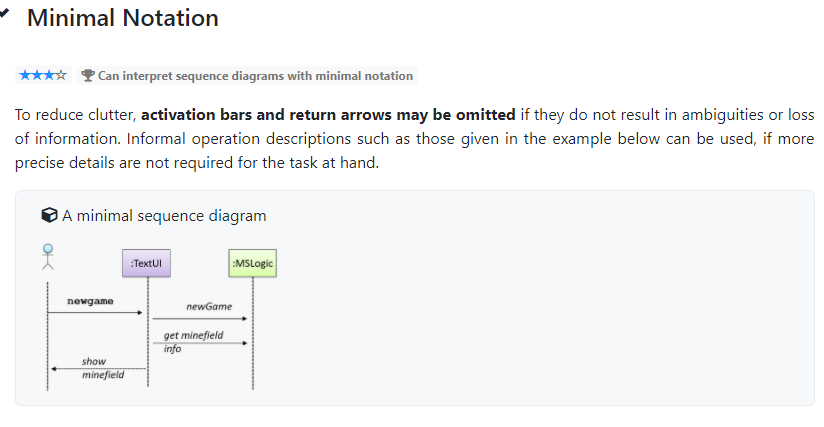 Minimal Notation
Can interpret sequence diagrams with minimal notation
To reduce clutter, activation bars and return arrows may be omitted if they do not result in ambiguities or loss
of information. Informal operation descriptions such as those given in the example below can be used, if more
precise details are not required for the task at hand.
A minimal sequence diagram
:TextUI
:MSLogic
newgame
newGame
get minefield
info
show
minefield